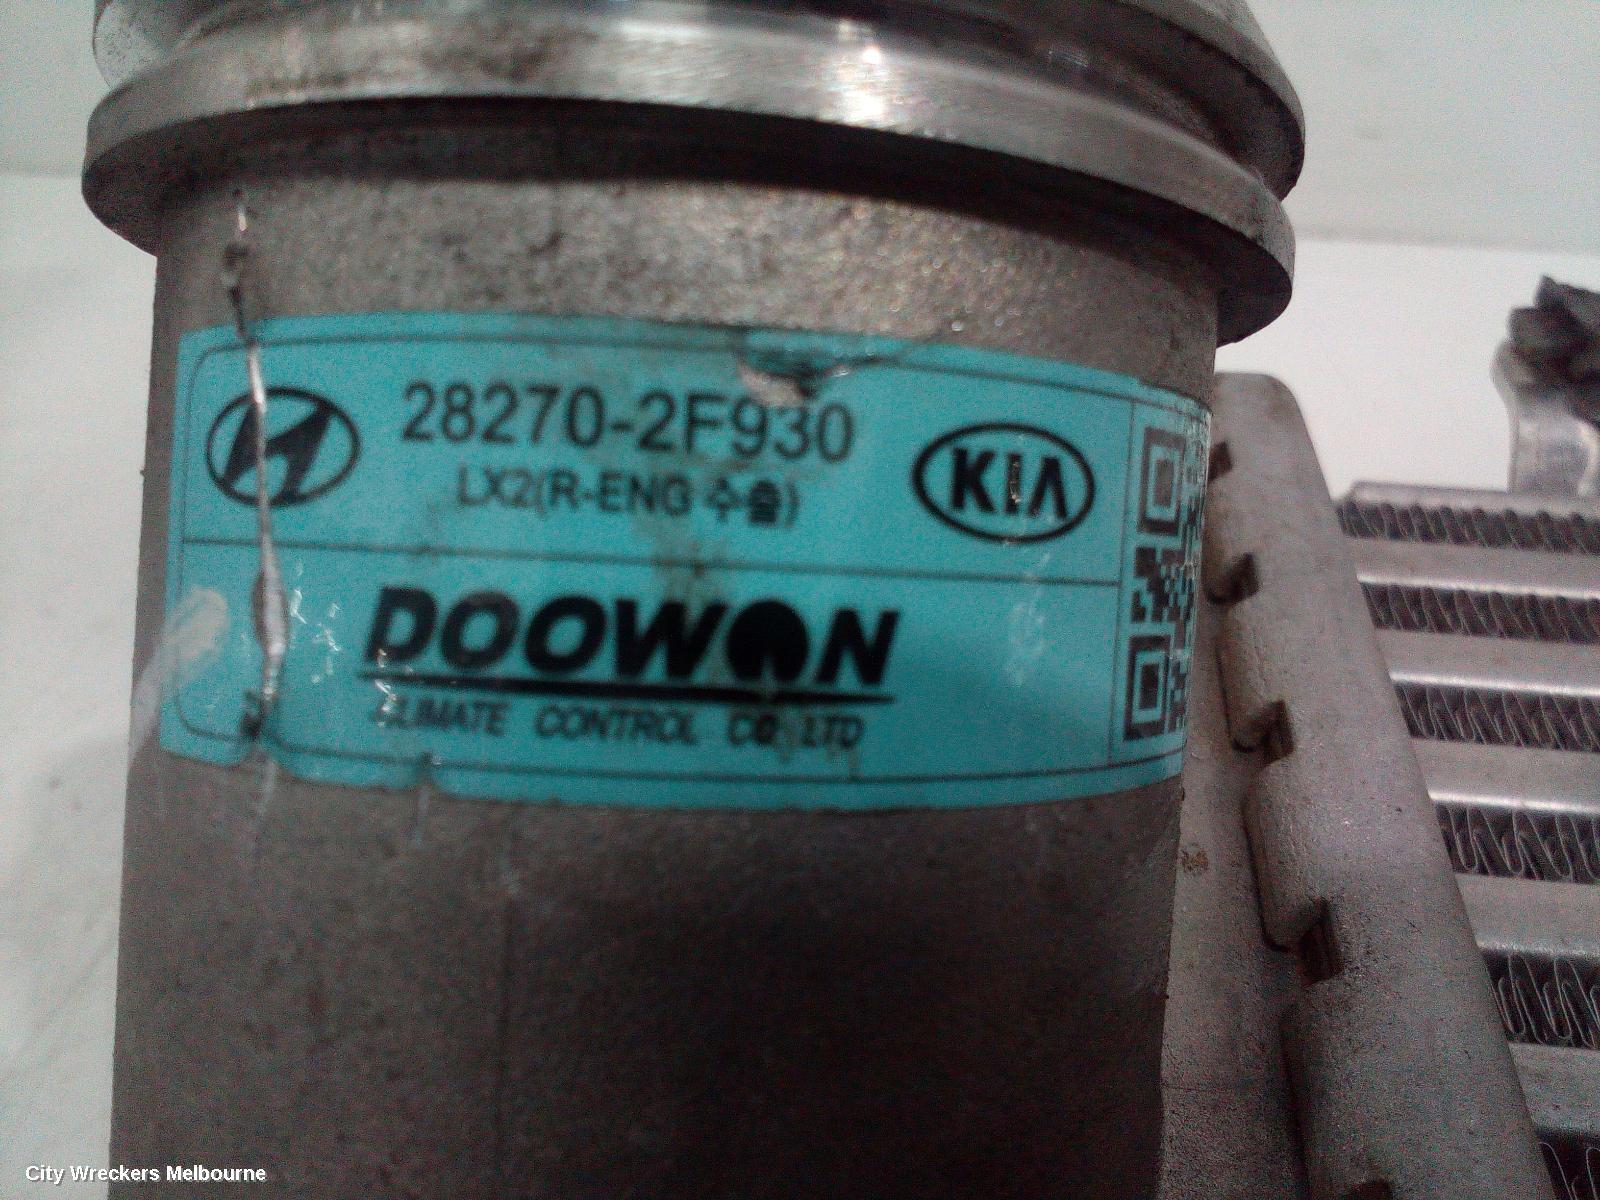 28270-2F930
LX2(R-ENG 수출)
KIA
DOOWON
CLIMATE CONTROL CO., LTD
City Wreckers Melbourne